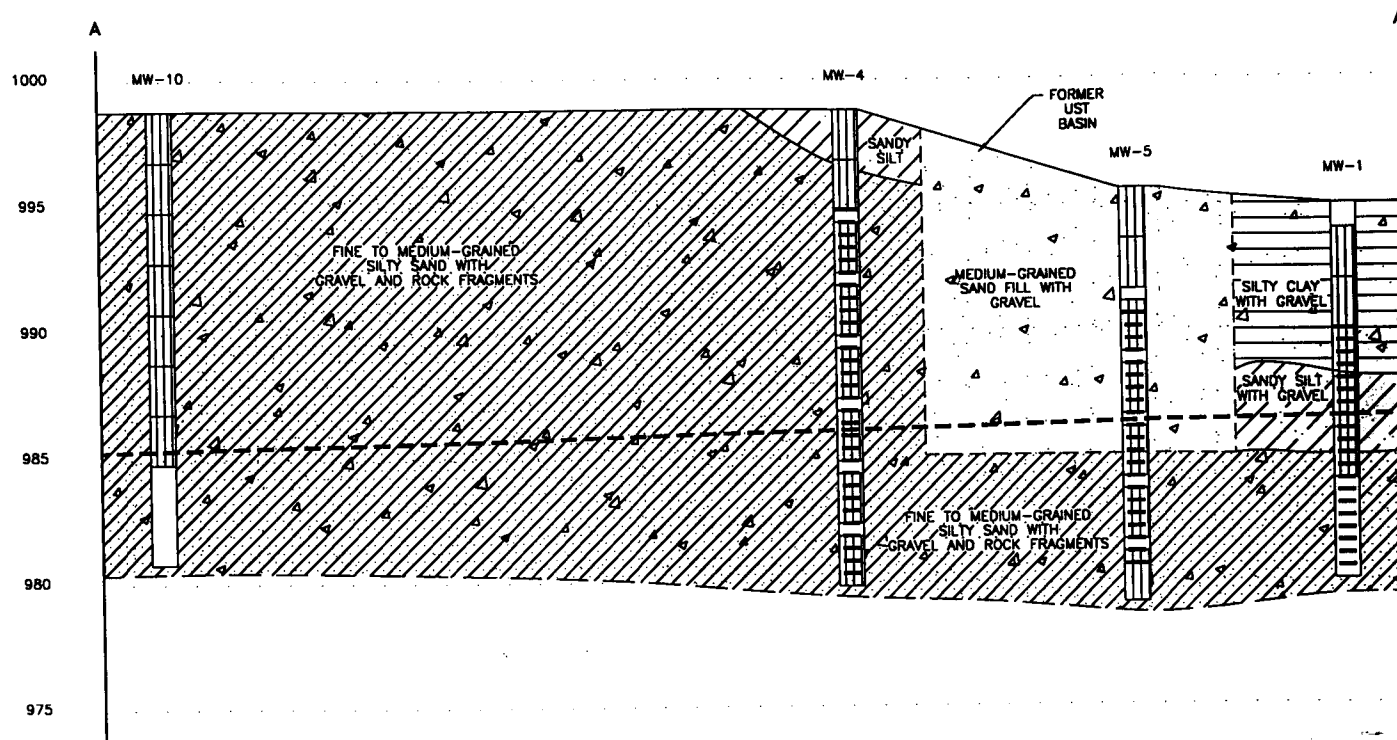 A
1000
MW-10
MW-4
FORMER
UST
BASIN
MW-5
MW-1
SANDY
SILT
995
FINE TO MEDIUM-GRAINED
SILTY SAND WITH
GRAVEL AND ROCK FRAGMENTS
MEDIUM-GRAINED
SAND FILL WITH
GRAVEL
SILTY CLAY
WITH GRAVEL
990
SANDY SILT
WITH GRAVEL
985
FINE TO MEDIUM-GRAINED
SILTY SAND WITH
GRAVEL AND ROCK FRAGMENTS
980
975